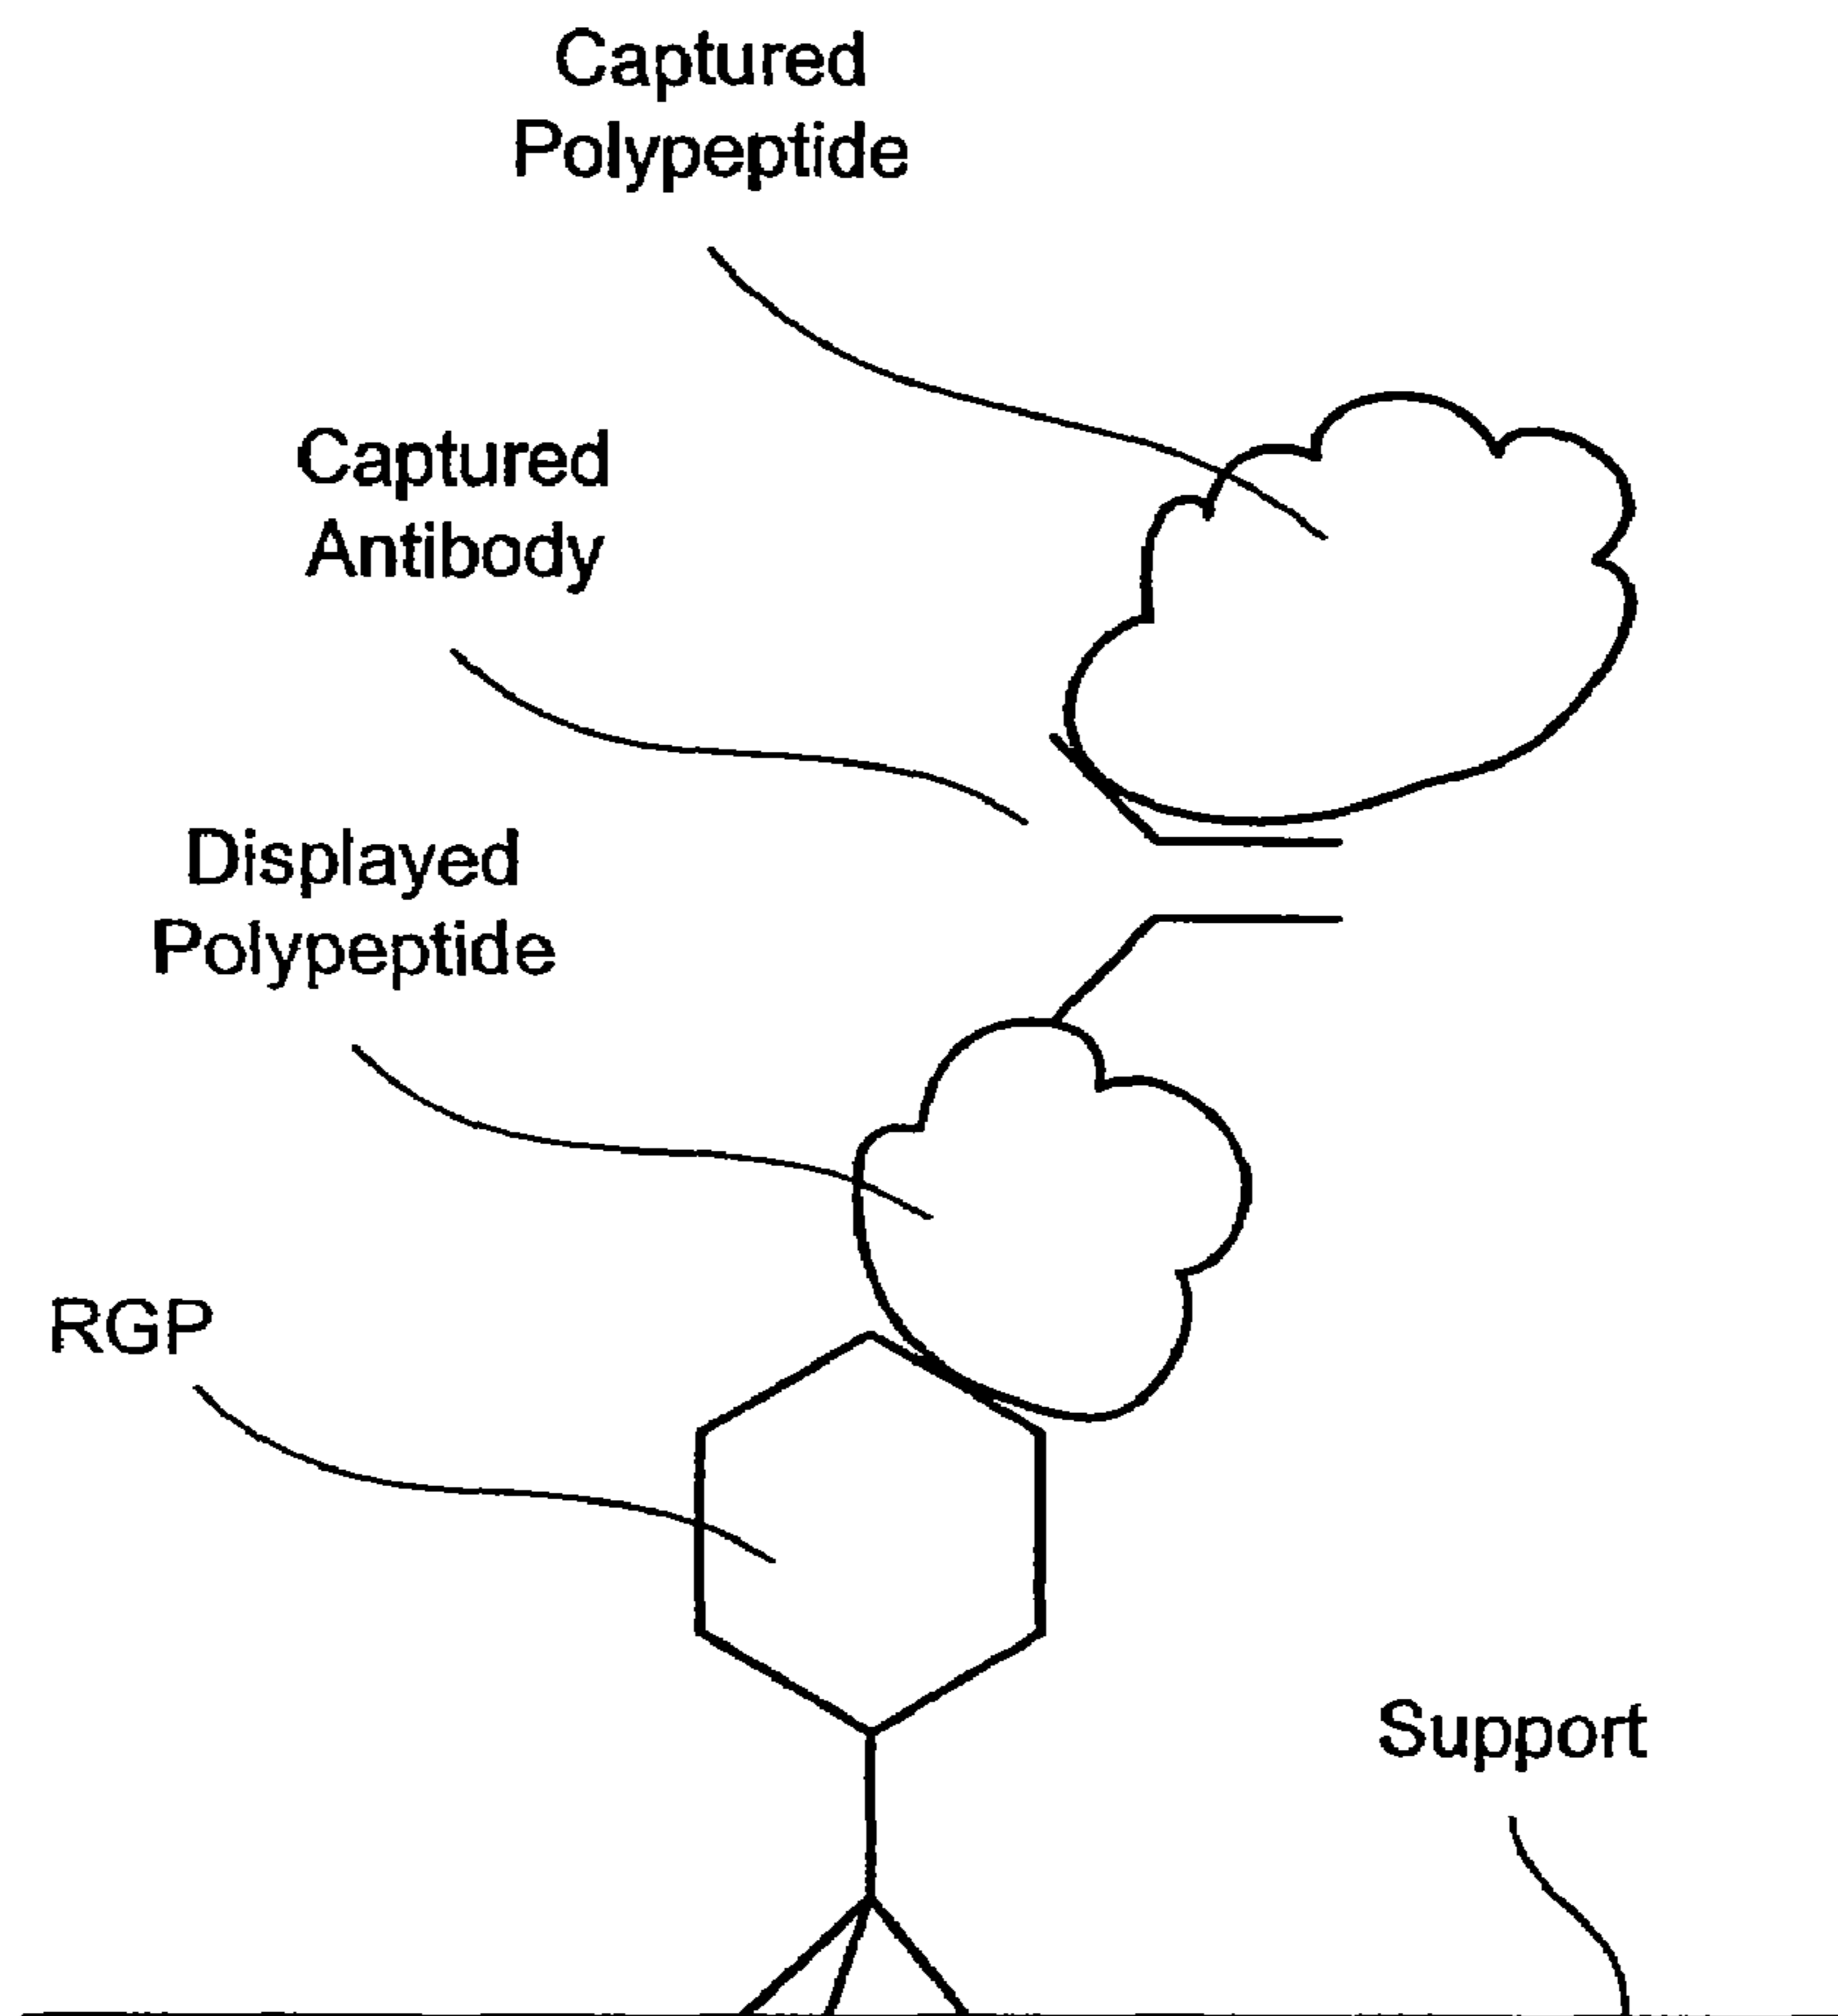 Captured
Polypeptide
Captured
Antibody
Displayed
Polypeptide
RGP
Support